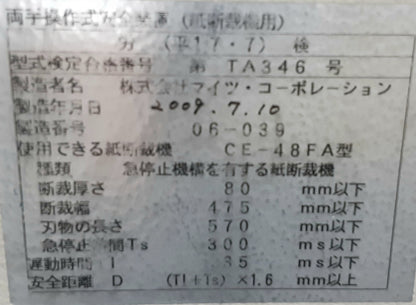 両手操作式安全装置（紙断裁機用）
(平17・7) 検
型式検定合格番号 第 TA346 号
製造者名 株式会社マイツ・コーポレーション
製造年月日 2009.7.10
製造番号 06-039
使用できる紙断裁機 CE-48FA型
種類 急停止機構を有する紙断裁機
断裁厚さ 80 mm以下
断裁幅 475 mm以下
刃物の長さ 570 mm以下
急停止時間Ts 300 ms以下
遅動時間 35 ms以下
安全距離 D (Tl+Ts)×1.6 mm以上